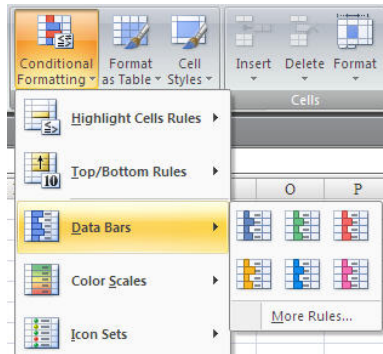 Conditional Format Cell Insert Delete Format
Formatting as Table Styles
Cells
Highlight Cells Rules
Top/Bottom Rules
10
O P
Data Bars
Color Scales
More Rules...
Icon Sets